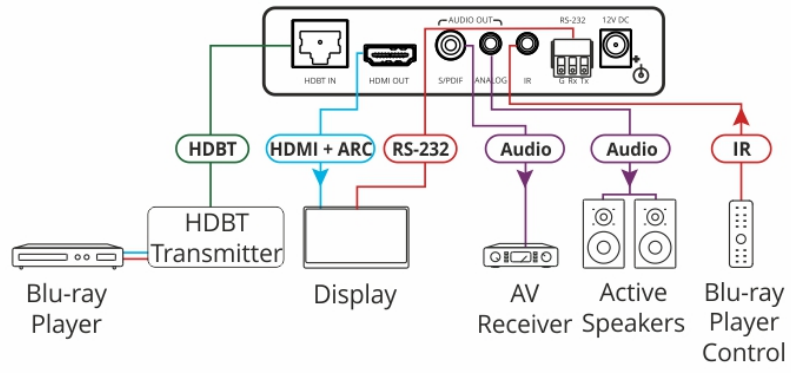 AUDIO OUT
RS-232
12V DC
HDBT IN
HDMI OUT
S/PDIF
ANALOG
IR
G Rx Tx
HDBT
HDMI + ARC
RS-232
Audio
Audio
IR
HDBT
Transmitter
Blu-ray
Player
Display
AV
Receiver
Active
Speakers
Blu-ray
Player
Control